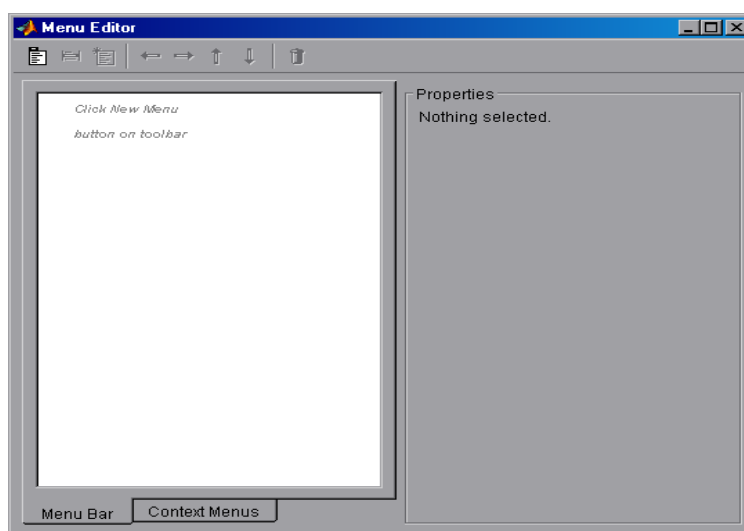 Menu Editor
Click New Menu
button on toolbar
Properties
Nothing selected.
Menu Bar
Context Menus